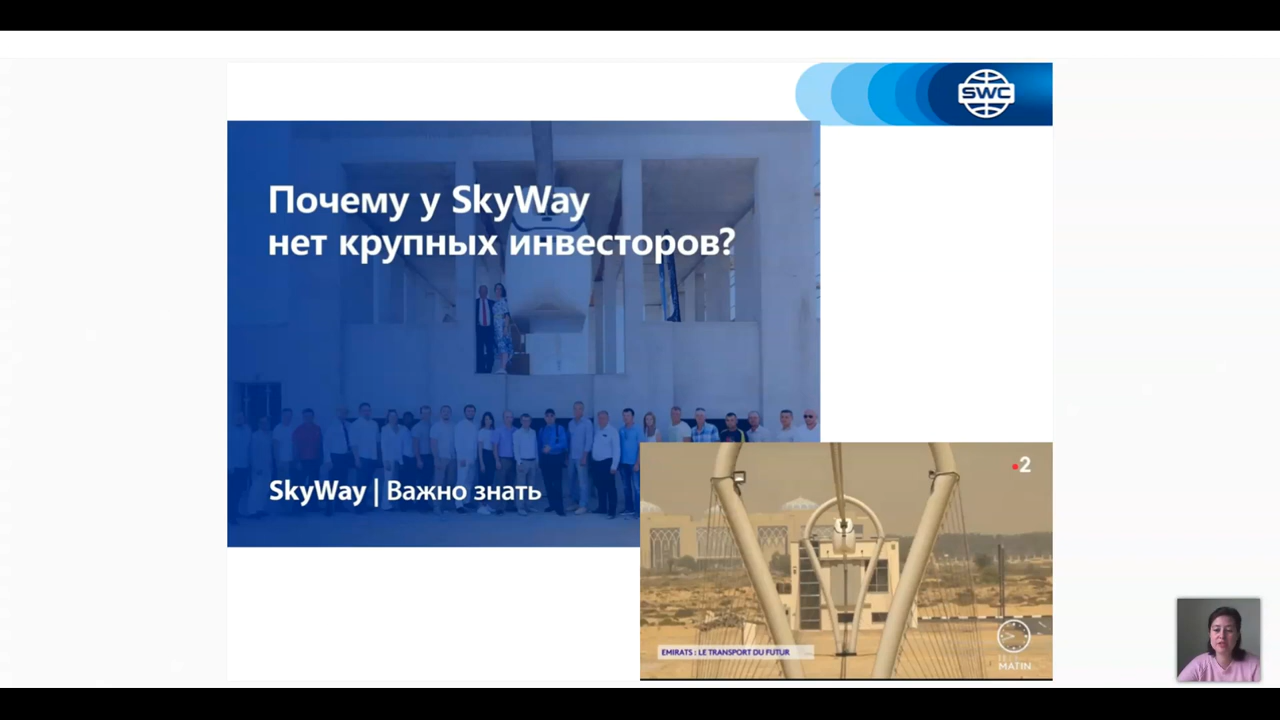 SWC
Почему у SkyWay
нет крупных инвесторов?
SkyWay | Важно знать
2
EMIRATS : LE TRANSPORT DU FUTUR
MATIN